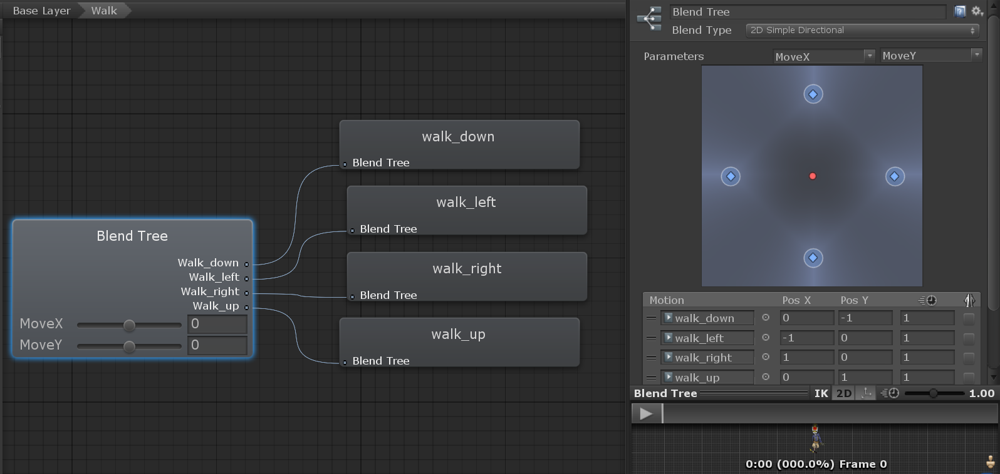 Base Layer Walk
walk_down
Blend Tree
walk_left
Blend Tree
walk_right
Blend Tree
walk_up
Blend Tree
Blend Tree
Walk_down
Walk_left
Walk_right
Walk_up
MoveX 0
MoveY 0
Blend Tree
Blend Type 2D Simple Directional
Parameters MoveX MoveY
Motion Pos X Pos Y
walk_down 0 -1 1
walk_left -1 0 1
walk_right 1 0 1
walk_up 0 1 1
Blend Tree IK 2D 1.00
0:00 (000.0%) Frame 0